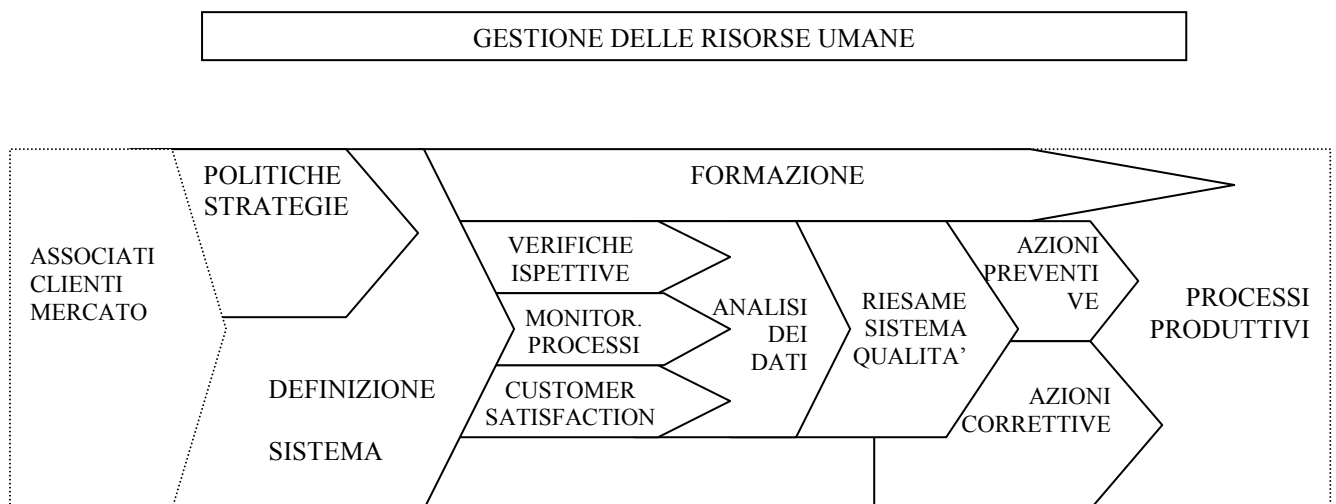 GESTIONE DELLE RISORSE UMANE
POLITICHE
STRATEGIE
FORMAZIONE
ASSOCIATI
CLIENTI
MERCATO
VERIFICHE
ISPETTIVE
MONITOR.
PROCESSI
CUSTOMER
SATISFACTION
ANALISI
DEI
DATI
RIESAME
SISTEMA
QUALITA’
AZIONI
PREVENTI
VE
AZIONI
CORRETTIVE
PROCESSI
PRODUTTIVI
DEFINIZIONE
SISTEMA